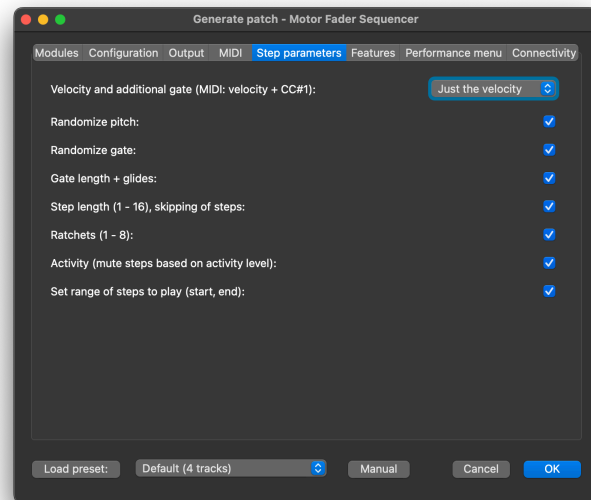 Generate patch - Motor Fader Sequencer
Modules Configuration Output MIDI Step parameters Features Performance menu Connectivity
Velocity and additional gate (MIDI: velocity + CC#1): Just the velocity
Randomize pitch:
Randomize gate:
Gate length + glides:
Step length (1 - 16), skipping of steps:
Ratchets (1 - 8):
Activity (mute steps based on activity level):
Set range of steps to play (start, end):
Load preset: Default (4 tracks) Manual Cancel OK